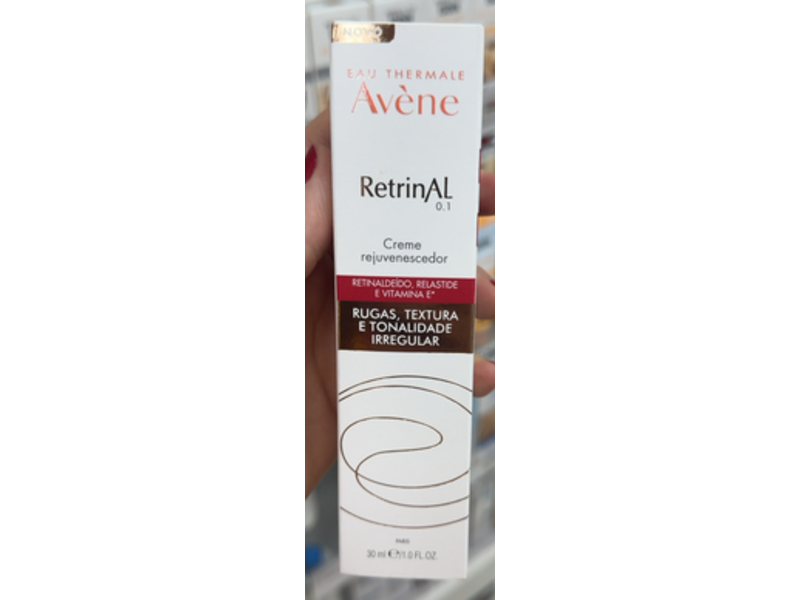 NOVO
EAU THERMALE
Avène
RetrinAL
0.1
Creme
rejuvenescedor
RETINALDEÍDO, RELASTIDE
E VITAMINA E*
RUGAS, TEXTURA
E TONALIDADE
IRREGULAR
PARIS
30 ml ℮/1.0 FL.OZ.